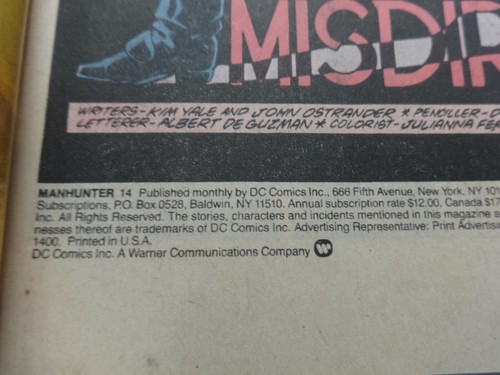 MISDIR
WRITERS- KIM YALE AND JOHN OSTRANDER * PENCILLER-
LETTERER- ALBERT DE GUZMAN * COLORIST- JULIANNA FER
MANHUNTER 14 Published monthly by DC Comics Inc., 666 Fifth Avenue, New York, NY 101
Subscriptions, P.O. Box 0528, Baldwin, NY 11510. Annual subscription rate $12.00. Canada $17
Inc. All Rights Reserved. The stories, characters and incidents mentioned in this magazine
nesses thereof are trademarks of DC Comics Inc. Advertising Representative: Print Advertisi
1400. Printed in U.S.A.
DC Comics Inc. A Warner Communications Company